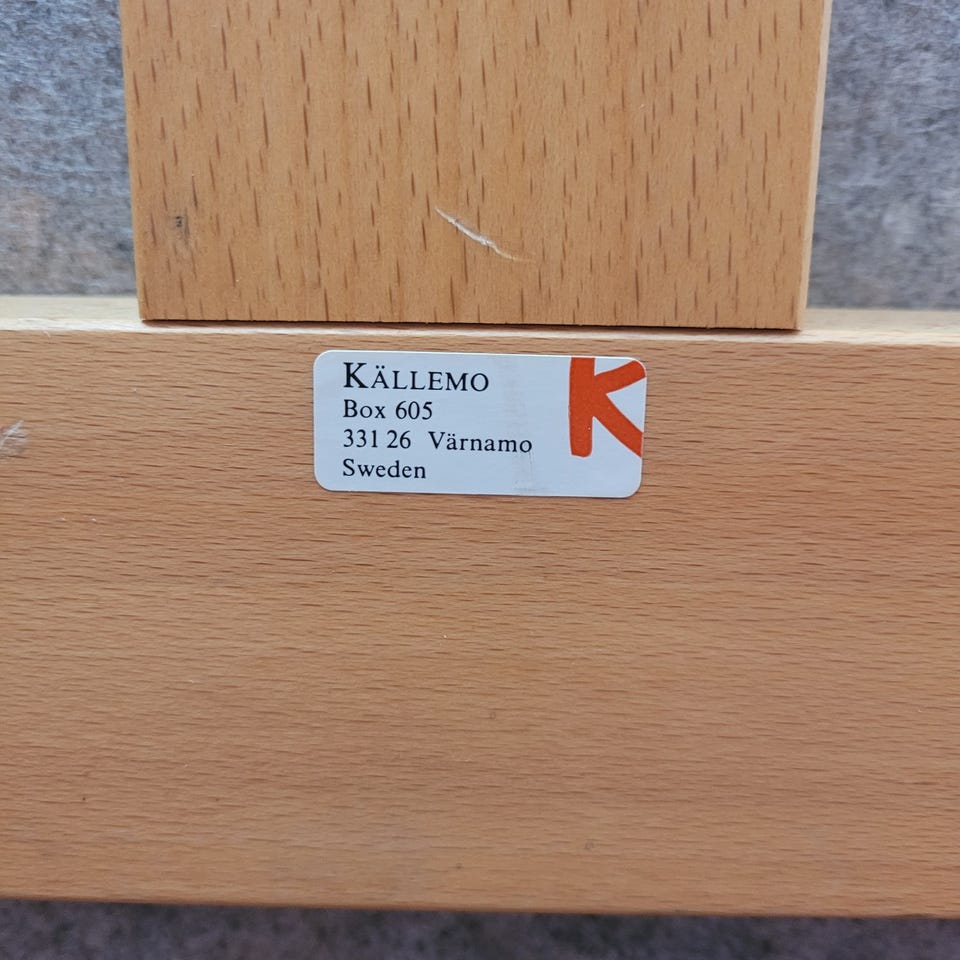 KÄLLEMO
Box 605
331 26 Värnamo
Sweden
K